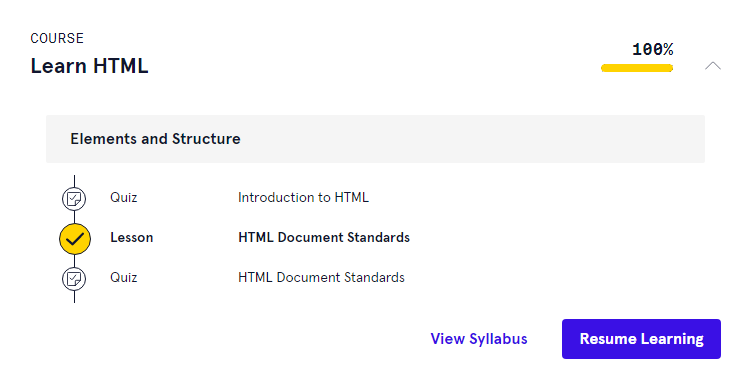 COURSE
Learn HTML
100%
Elements and Structure
Quiz Introduction to HTML
Lesson HTML Document Standards
Quiz HTML Document Standards
View Syllabus Resume Learning